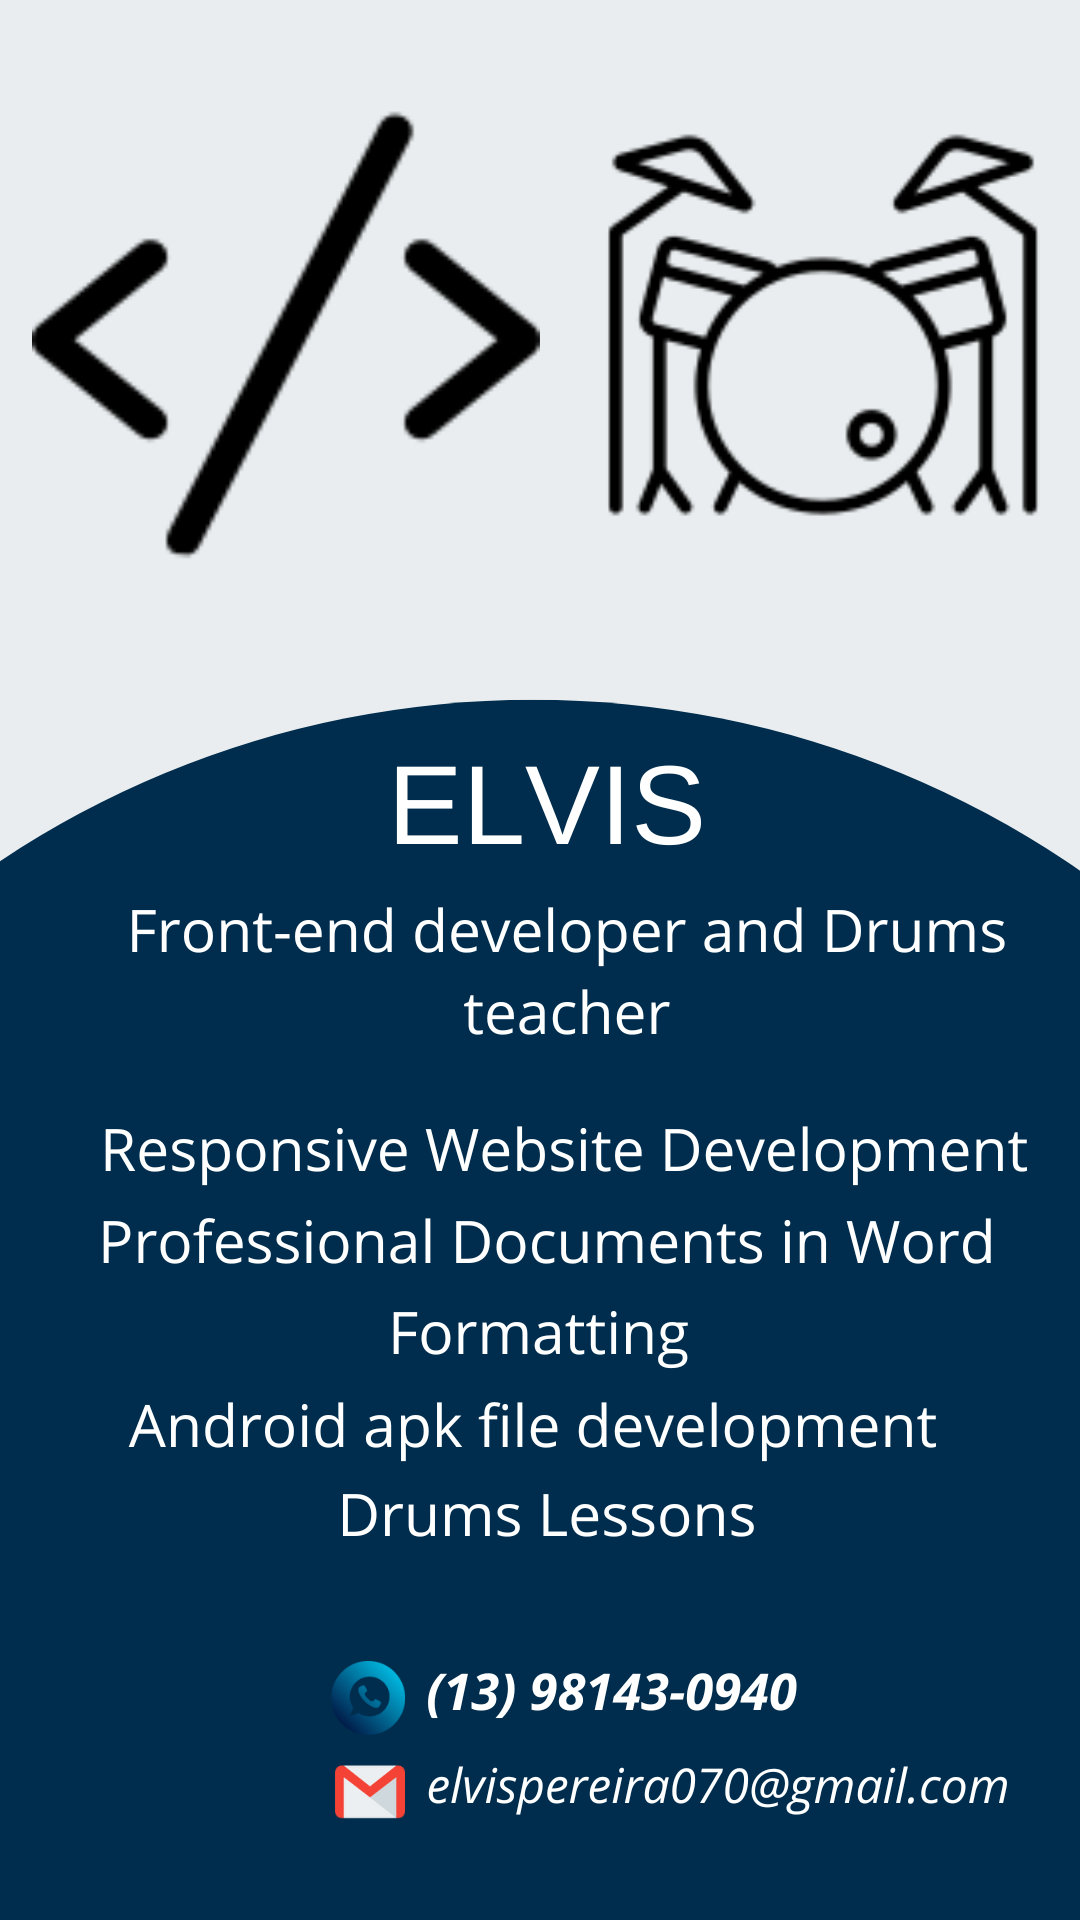 ELVIS
Front-end developer and Drums
teacher
Responsive Website Development
Professional Documents in Word
Formatting
Android apk file development
Drums Lessons
(13) 98143-0940
elvispereira070@gmail.com